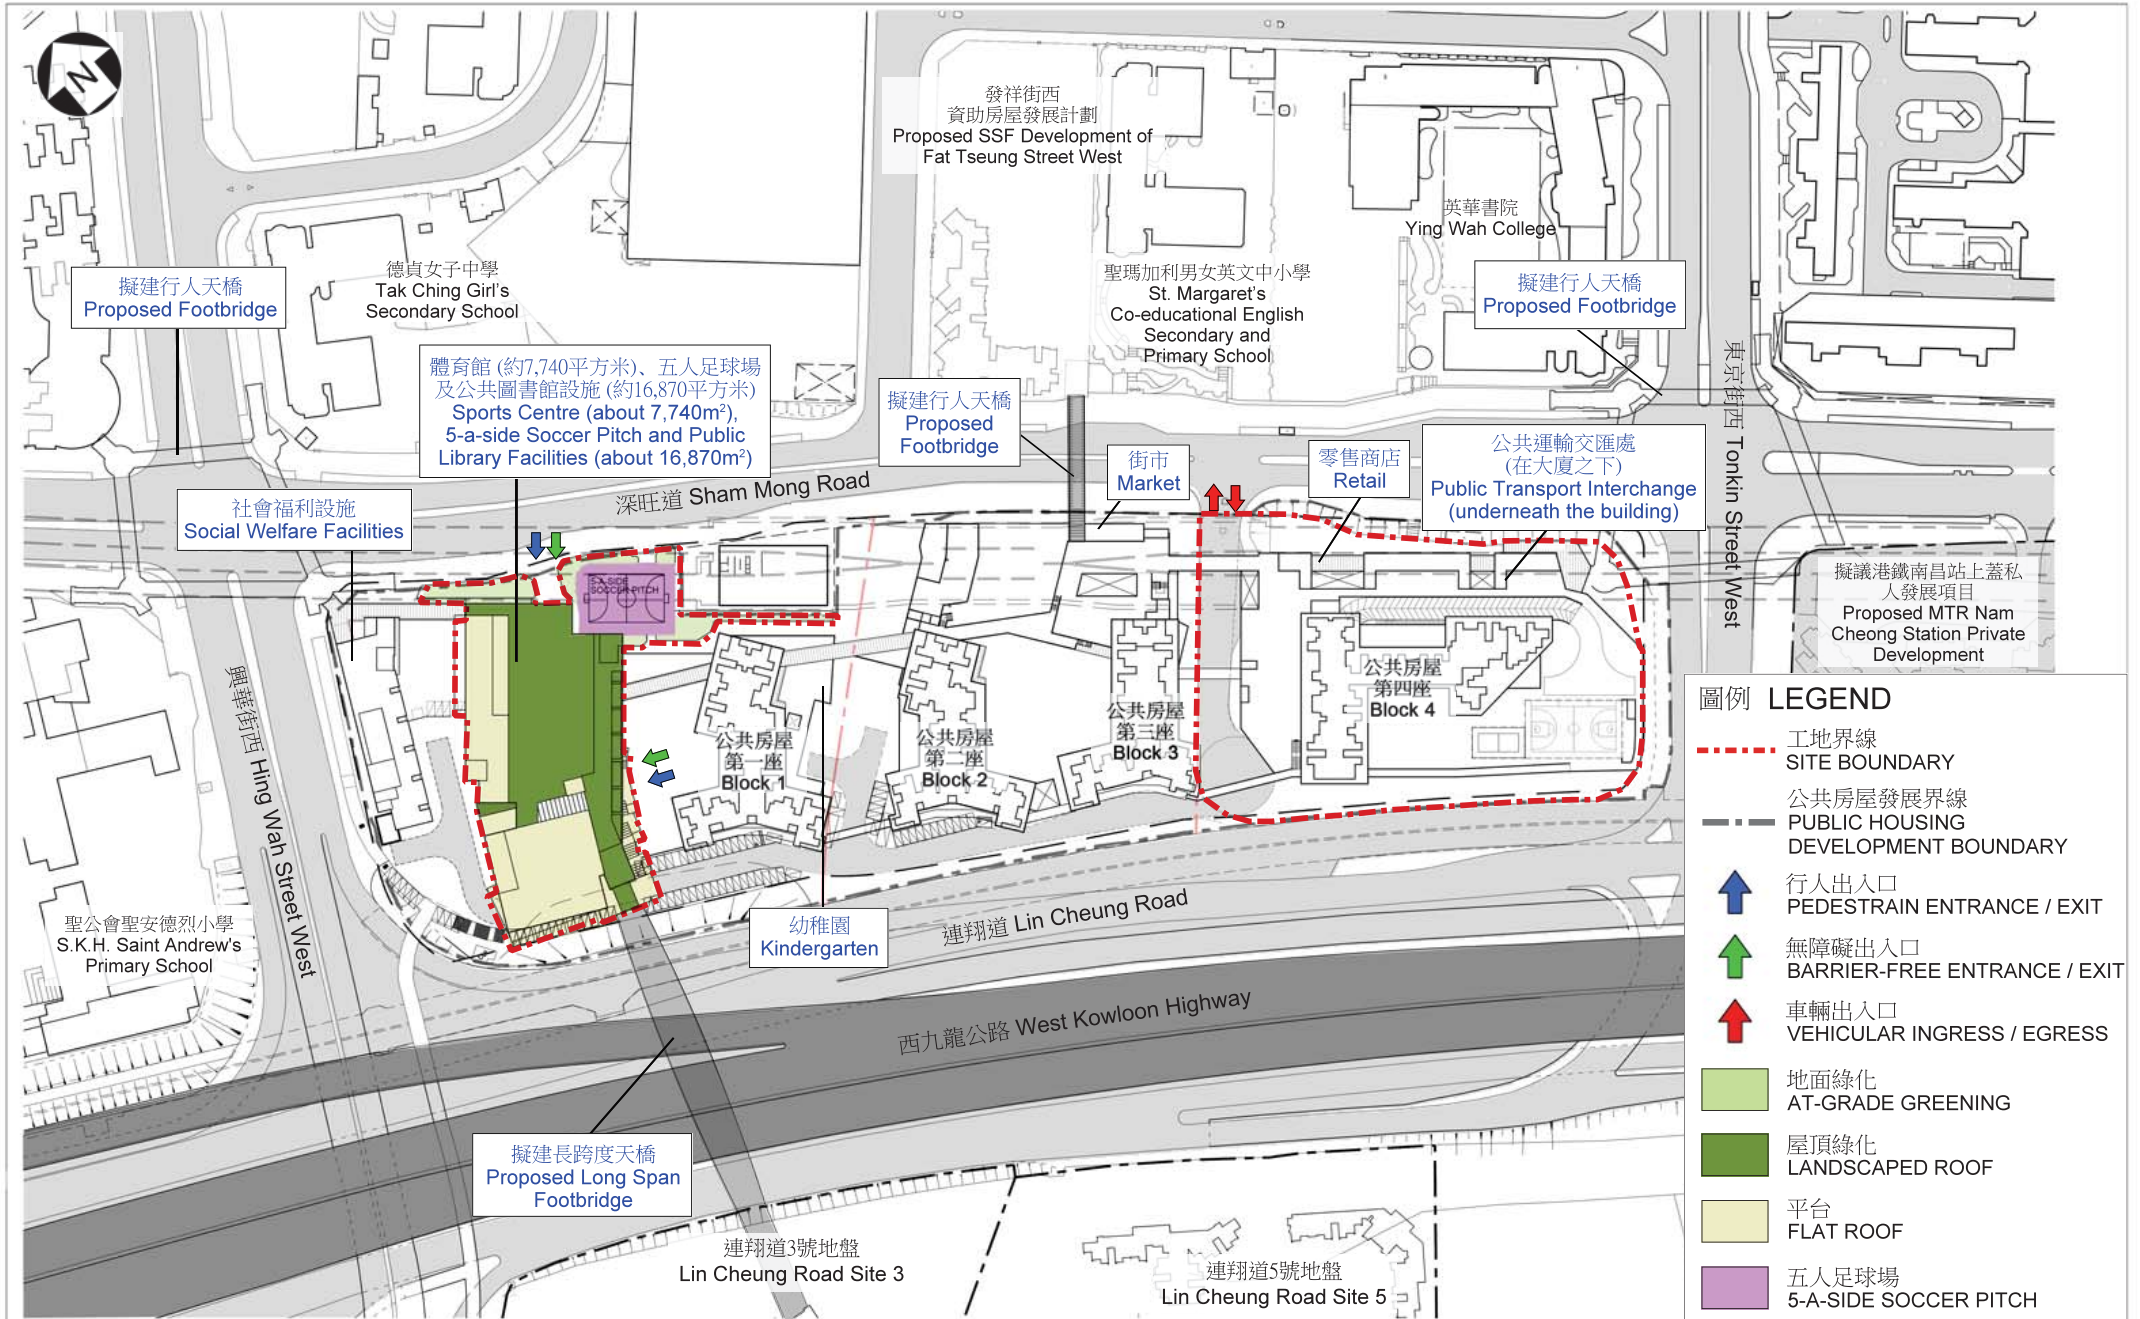 N
發祥街西
資助房屋發展計劃
Proposed SSF Development of
Fat Tseung Street West
英華書院
Ying Wah College
德貞女子中學
Tak Ching Girl's
Secondary School
聖瑪加利男女英文中小學
St. Margaret's
Co-educational English
Secondary and
Primary School
擬建行人天橋
Proposed Footbridge
擬建行人天橋
Proposed Footbridge
體育館 (約7,740平方米)、五人足球場
及公共圖書館設施 (約16,870平方米)
Sports Centre (about 7,740m²),
5-a-side Soccer Pitch and Public
Library Facilities (about 16,870m²)
擬建行人天橋
Proposed
Footbridge
街市
Market
零售商店
Retail
公共運輸交匯處
(在大廈之下)
Public Transport Interchange
(underneath the building)
東京街西 Tonkin Street West
社會福利設施
Social Welfare Facilities
深旺道 Sham Mong Road
擬議港鐵南昌站上蓋私
人發展項目
Proposed MTR Nam
Cheong Station Private
Development
5-A-SIDE
SOCCER PITCH
興華街西 Hing Wah Street West
公共房屋
第一座
Block 1
公共房屋
第二座
Block 2
公共房屋
第三座
Block 3
公共房屋
第四座
Block 4
聖公會聖安德烈小學
S.K.H. Saint Andrew's
Primary School
幼稚園
Kindergarten
連翔道 Lin Cheung Road
西九龍公路 West Kowloon Highway
擬建長跨度天橋
Proposed Long Span
Footbridge
連翔道3號地盤
Lin Cheung Road Site 3
連翔道5號地盤
Lin Cheung Road Site 5
圖例 LEGEND
工地界線
SITE BOUNDARY
公共房屋發展界線
PUBLIC HOUSING
DEVELOPMENT BOUNDARY
行人出入口
PEDESTRAIN ENTRANCE / EXIT
無障礙出入口
BARRIER-FREE ENTRANCE / EXIT
車輛出入口
VEHICULAR INGRESS / EGRESS
地面綠化
AT-GRADE GREENING
屋頂綠化
LANDSCAPED ROOF
平台
FLAT ROOF
五人足球場
5-A-SIDE SOCCER PITCH